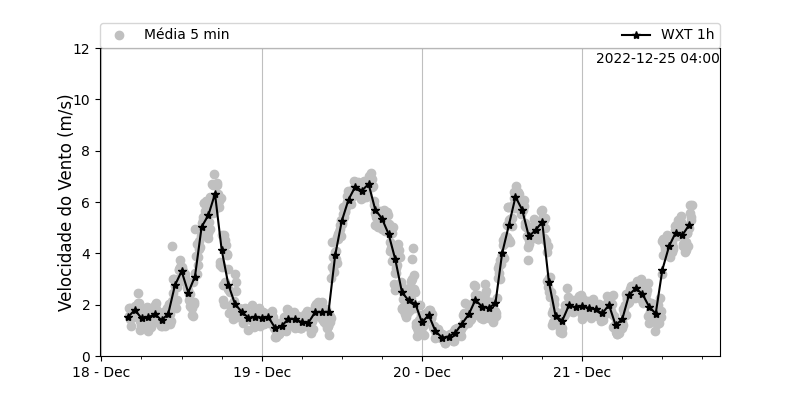 Média 5 min
WXT 1h
2022-12-25 04:00
Velocidade do Vento (m/s)
12
10
8
6
4
2
0
18 - Dec
19 - Dec
20 - Dec
21 - Dec